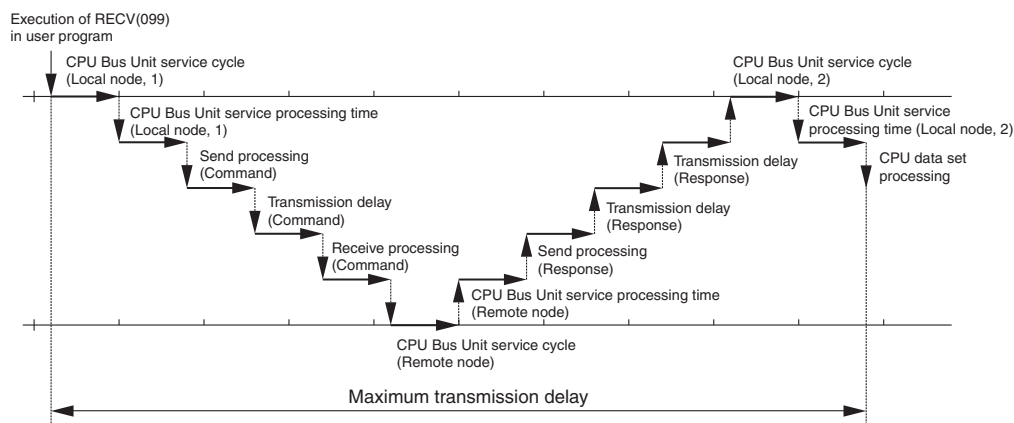 Execution of RECV(099)
in user program
CPU Bus Unit service cycle
(Local node, 1)
CPU Bus Unit service processing time
(Local node, 1)
Send processing
(Command)
Transmission delay
(Command)
Receive processing
(Command)
CPU Bus Unit service cycle
(Remote node)
CPU Bus Unit service processing time
(Remote node)
Send processing
(Response)
Transmission delay
(Response)
Transmission delay
(Response)
CPU Bus Unit service cycle
(Local node, 2)
CPU Bus Unit service
processing time (Local node, 2)
CPU data set
processing
Maximum transmission delay